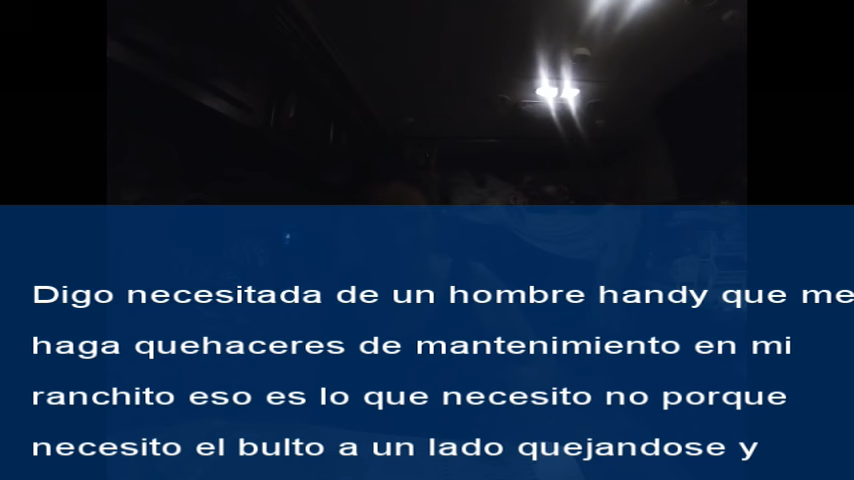 Digo necesitada de un hombre handy que me
haga quehaceres de mantenimiento en mi
ranchito eso es lo que necesito no porque
necesito el bulto a un lado quejandose y